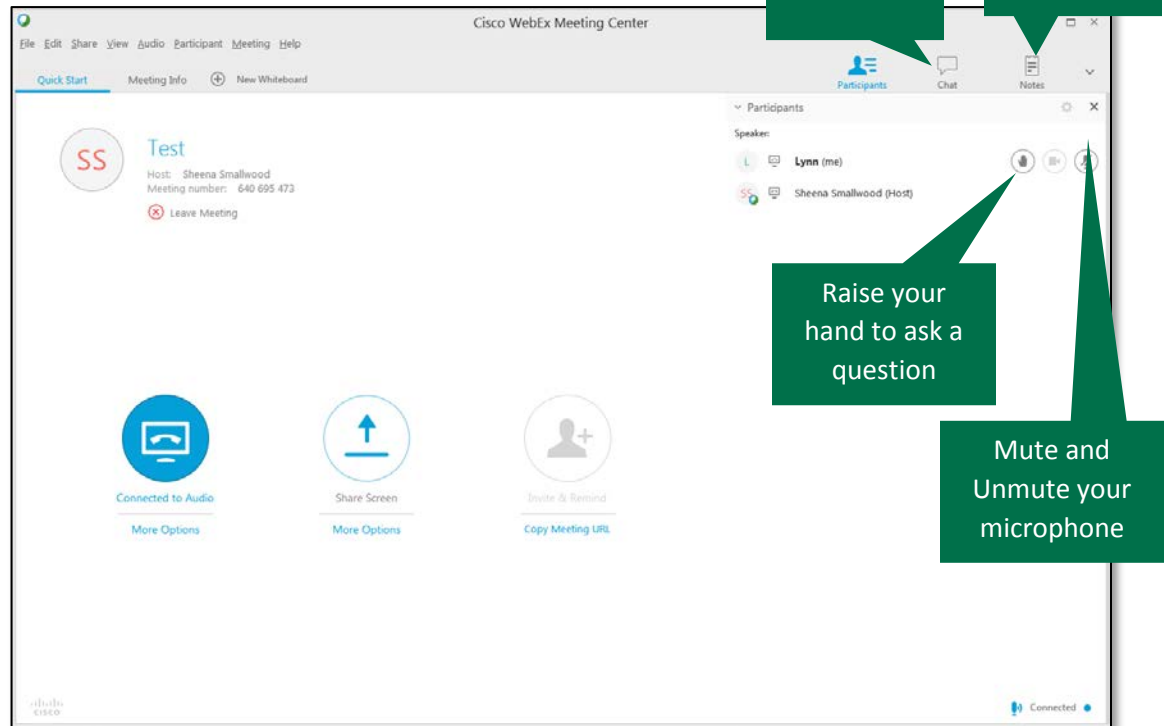 Cisco WebEx Meeting Center
File Edit Share View Audio Participant Meeting Help
Quick Start Meeting Info New Whiteboard
Participants Chat Notes
Participants
Speaker:
SS
Test
Host: Sheena Smallwood
Meeting number: 640 695 473
Leave Meeting
L Lynn (me)
SS Sheena Smallwood (Host)
Raise your
hand to ask a
question
Mute and
Unmute your
microphone
Connected to Audio Share Screen Invite & Remind
More Options More Options Copy Meeting URL
CISCO
Connected